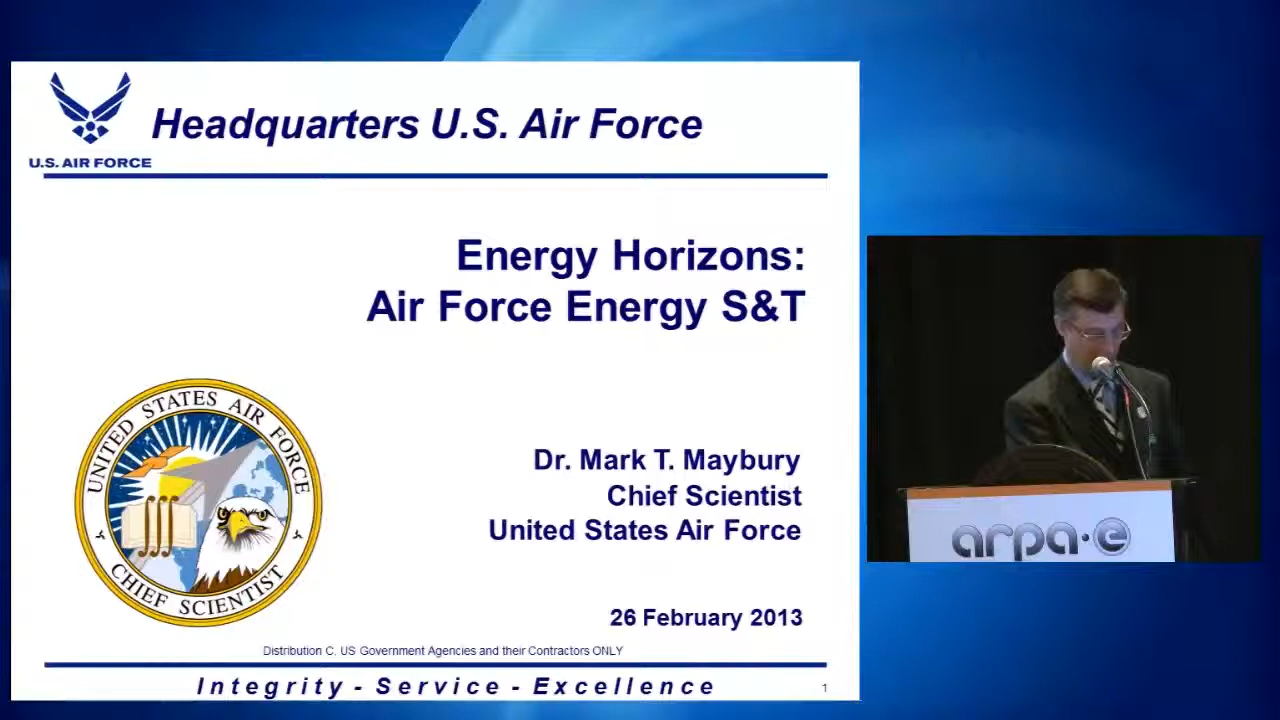 U.S. AIR FORCE
Headquarters U.S. Air Force
Energy Horizons:
Air Force Energy S&T
UNITED STATES AIR FORCE
CHIEF SCIENTIST
Dr. Mark T. Maybury
Chief Scientist
United States Air Force
26 February 2013
Distribution C. US Government Agencies and their Contractors ONLY
Integrity - Service - Excellence
1
arpa·e